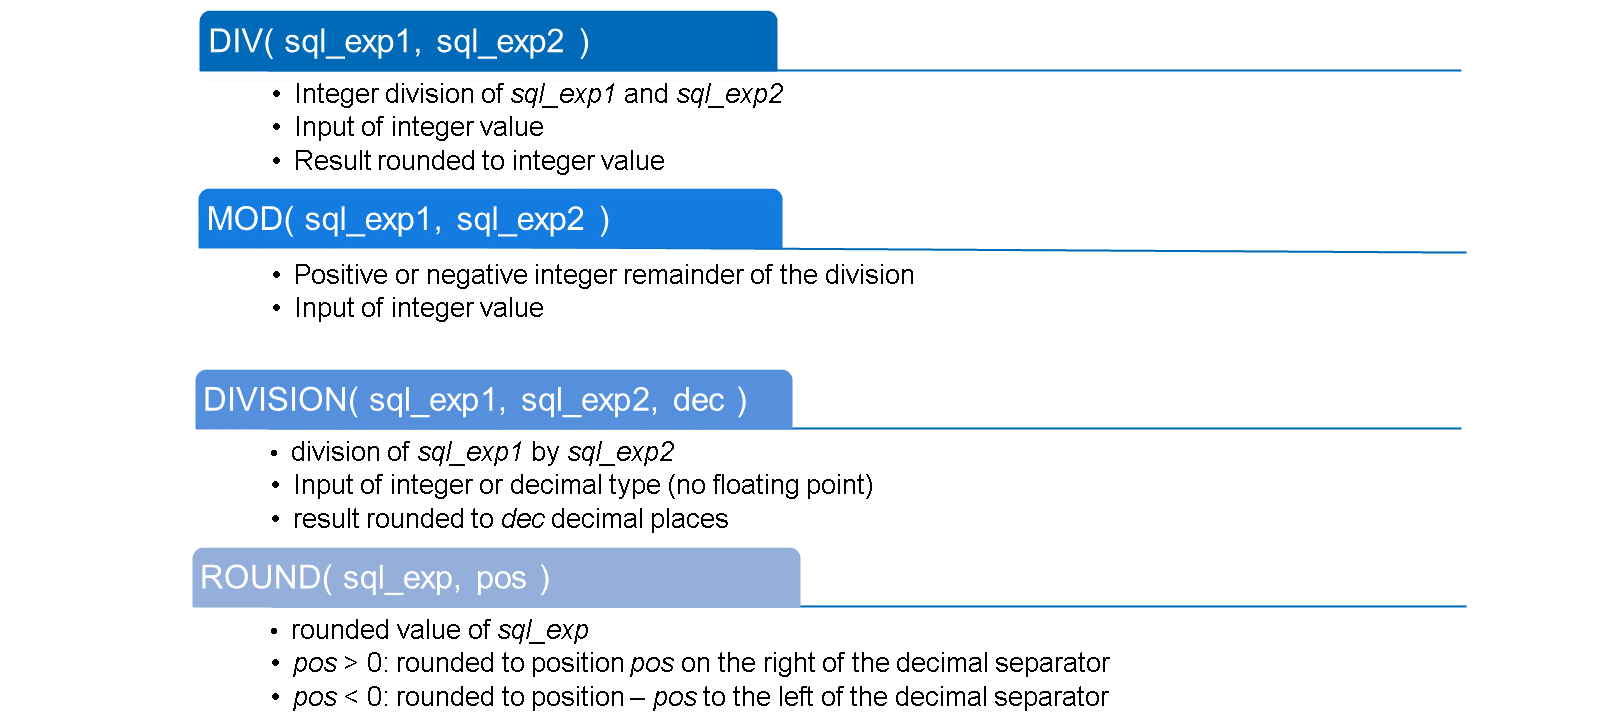 DIV( sql_exp1, sql_exp2 )
• Integer division of sql_exp1 and sql_exp2
• Input of integer value
• Result rounded to integer value
MOD( sql_exp1, sql_exp2 )
• Positive or negative integer remainder of the division
• Input of integer value
DIVISION( sql_exp1, sql_exp2, dec )
• division of sql_exp1 by sql_exp2
• Input of integer or decimal type (no floating point)
• result rounded to dec decimal places
ROUND( sql_exp, pos )
• rounded value of sql_exp
• pos > 0: rounded to position pos on the right of the decimal separator
• pos < 0: rounded to position – pos to the left of the decimal separator